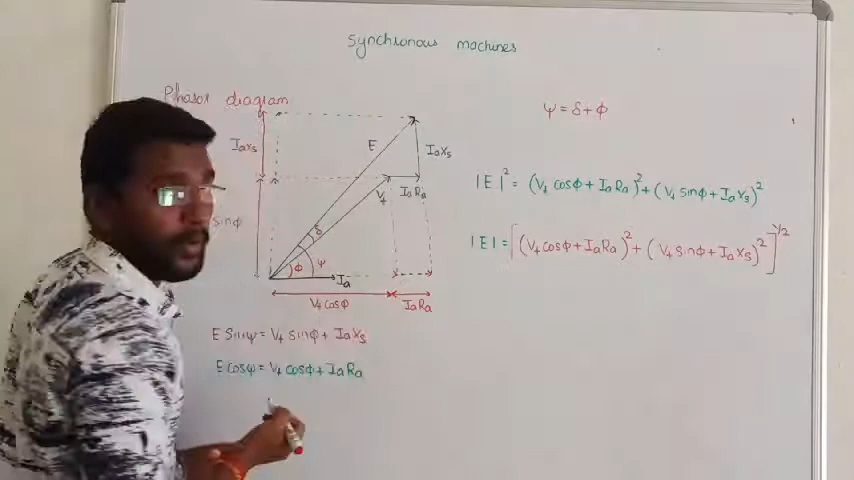 Synchronous machines
Phasor diagram
ψ = δ + φ
IaXs
E
IaXs
|E|² = (Vt cosφ + IaRa)² + (Vt sinφ + IaXs)²
Vt
IaRa
sinφ
δ
|E| = [(Vt cosφ + IaRa)² + (Vt sinφ + IaXs)²]^1/2
φ
ψ
Ia
Vt cosφ
IaRa
E sinψ = Vt sinφ + IaXs
E cosψ = Vt cosφ + IaRa